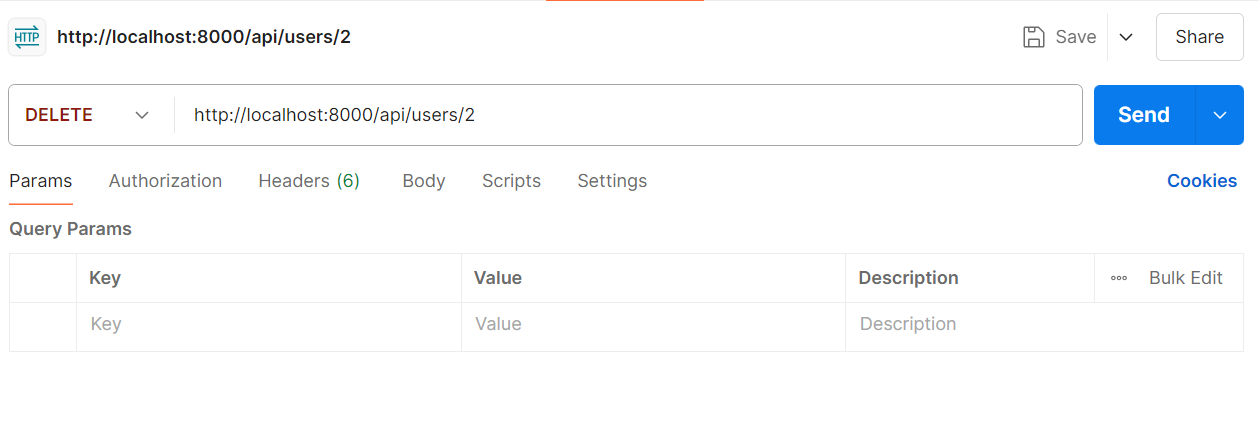 HTTP http://localhost:8000/api/users/2 Save Share
DELETE http://localhost:8000/api/users/2 Send
Params Authorization Headers (6) Body Scripts Settings Cookies
Query Params
Key Value Description Bulk Edit
Key Value Description